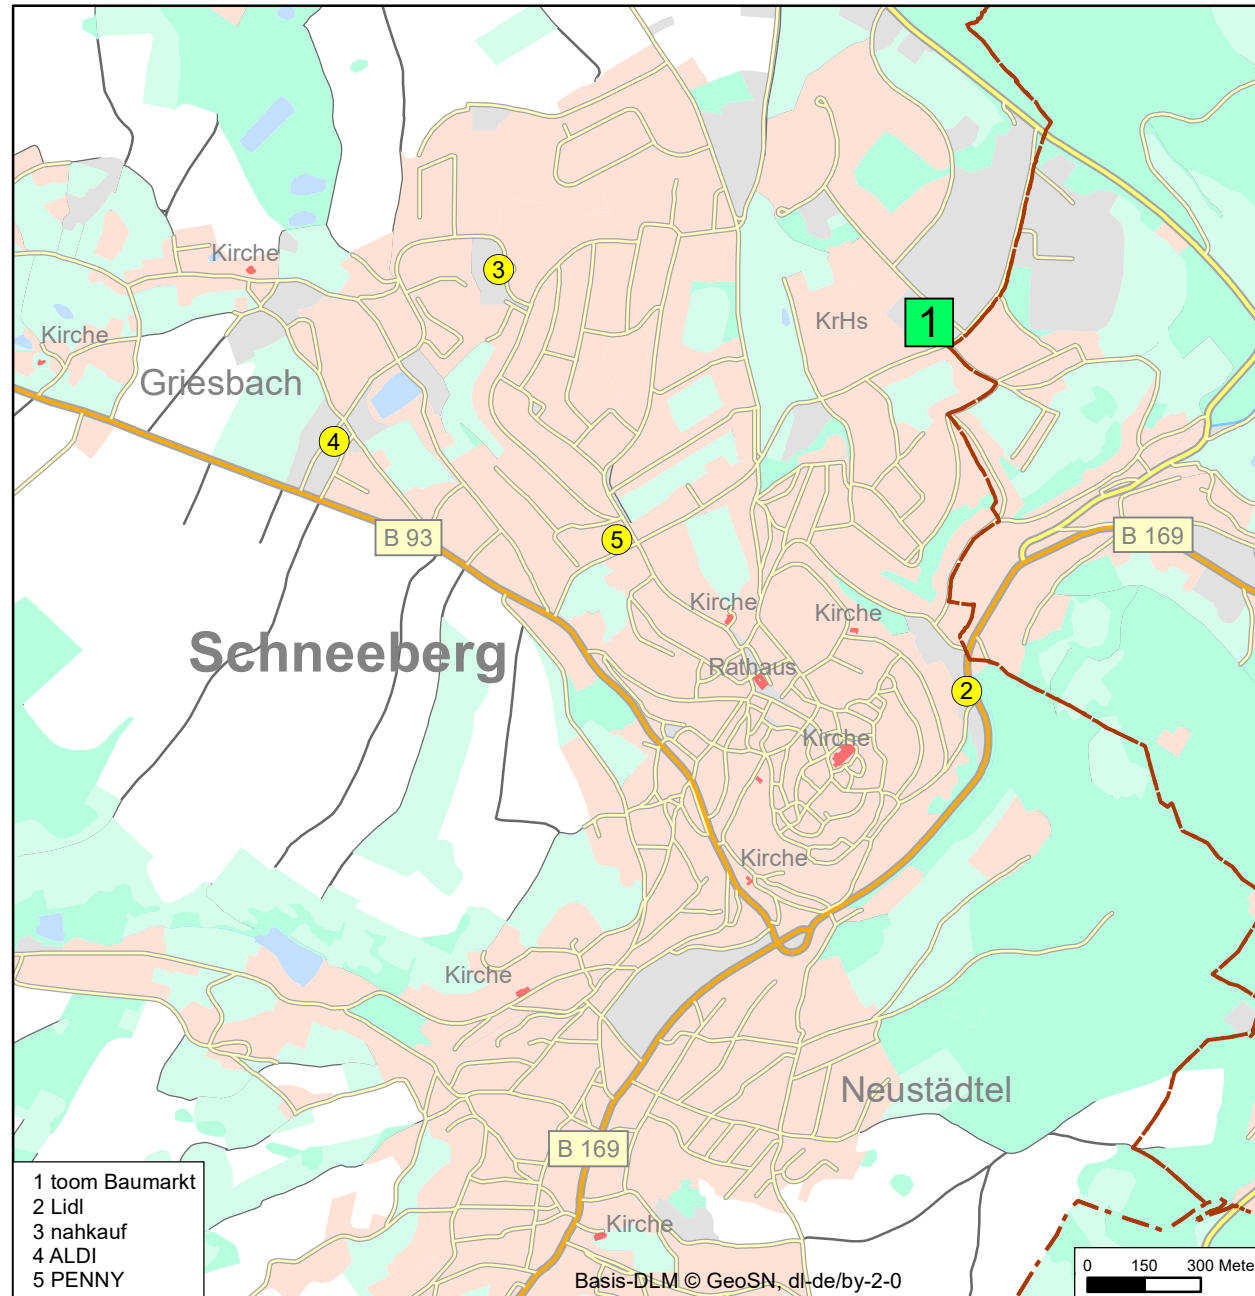 Kirche
3
Kirche
KrHs
1
Griesbach
4
B 93
5
B 169
Kirche
Kirche
Schneeberg
Rathaus
2
Kirche
Kirche
Kirche
Neustädtel
B 169
Kirche
1 toom Baumarkt
2 Lidl
3 nahkauf
4 ALDI
5 PENNY
Basis-DLM © GeoSN, dl-de/by-2-0
0 150 300 Mete